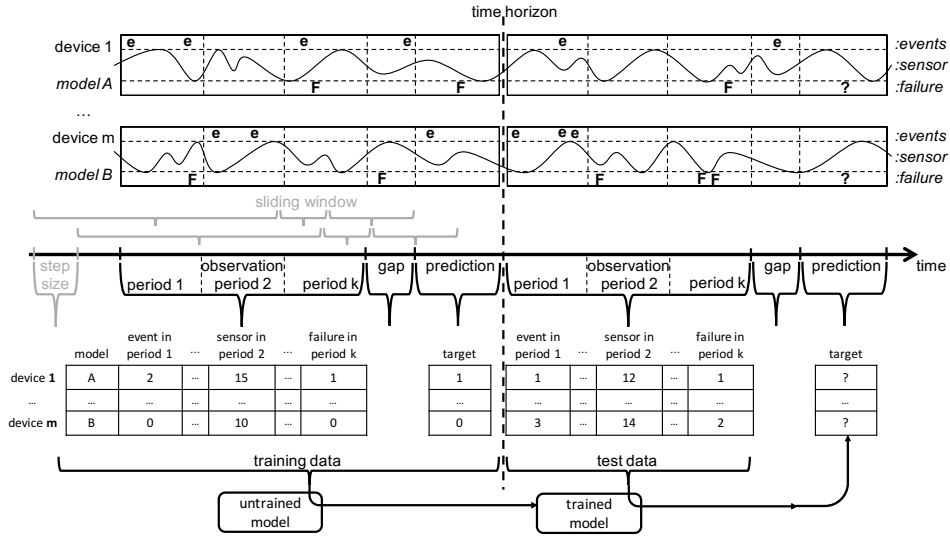 time horizon
e e e e e e
device 1 :events
:sensor
model A F F F ? :failure
...
e e e e e e
device m :events
:sensor
model B F F F F F ? :failure
sliding window
step size
observation gap prediction observation gap prediction time
period 1 period 2 period k period 1 period 2 period k
event in sensor in failure in event in sensor in failure in
model period 1 ... period 2 ... period k target period 1 ... period 2 ... period k target
device 1 A 2 ... 15 ... 1 1 1 ... 12 ... 1 ?
... ... ... ... ... ... ... ... ... ... ... ... ... ...
device m B 0 ... 10 ... 0 0 3 ... 14 ... 2 ?
training data test data
untrained trained
model model